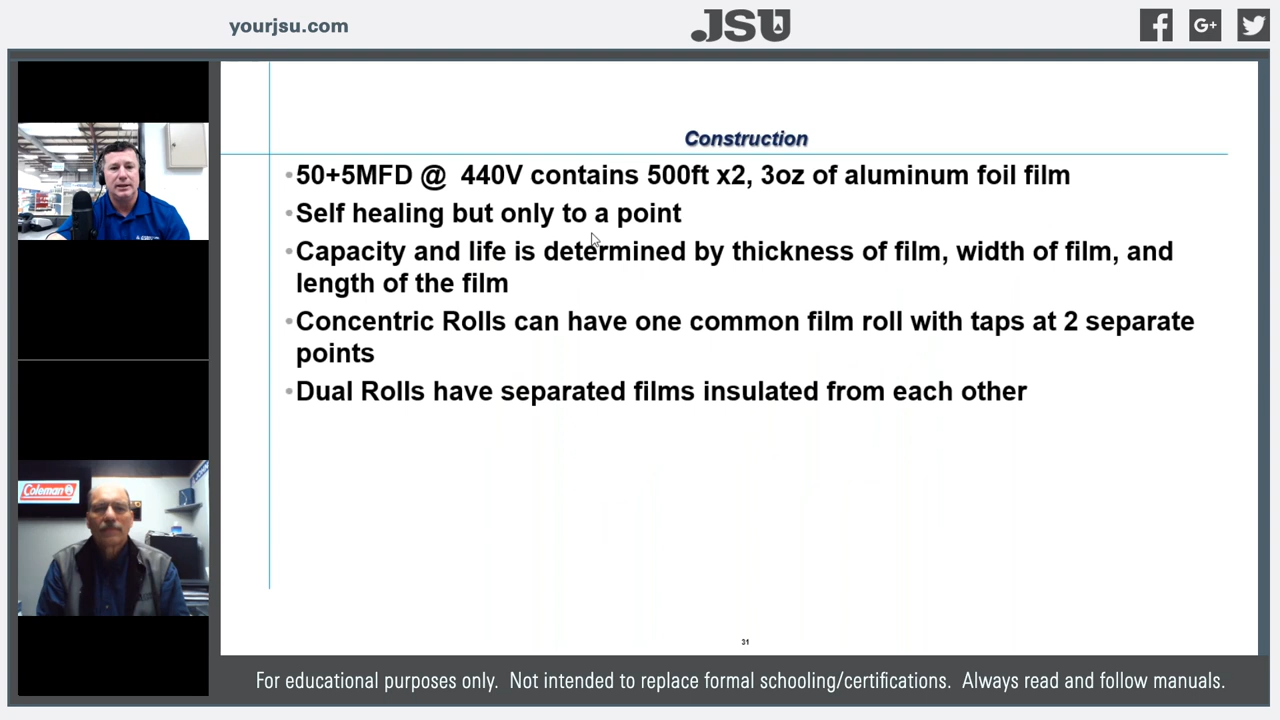 yourjsu.com
JSU
G+
Construction
50+5MFD @ 440V contains 500ft x2, 3oz of aluminum foil film
Self healing but only to a point
Capacity and life is determined by thickness of film, width of film, and
length of the film
Concentric Rolls can have one common film roll with taps at 2 separate
points
Dual Rolls have separated films insulated from each other
Coleman
31
For educational purposes only. Not intended to replace formal schooling/certifications. Always read and follow manuals.